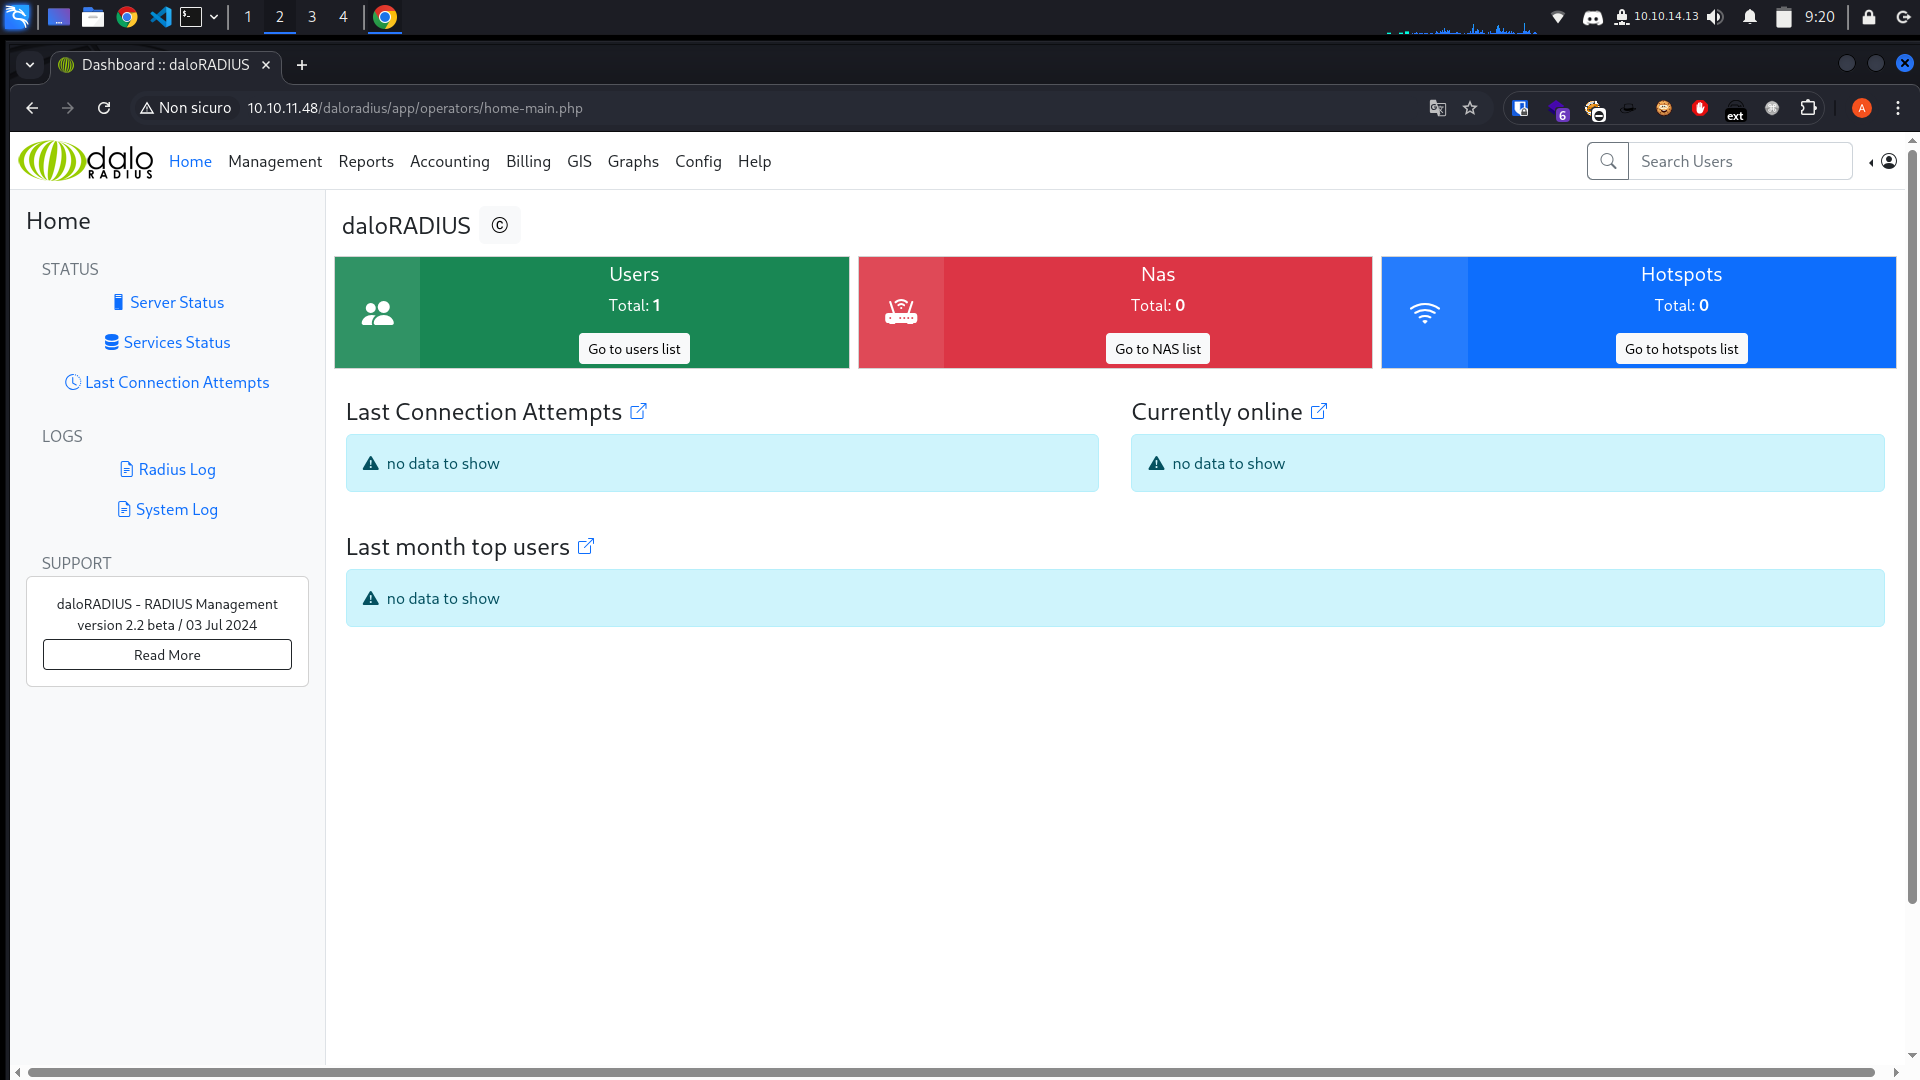 1 2 3 4 10.10.14.13 9:20
Dashboard :: daloRADIUS
Non sicuro 10.10.11.48/daloradius/app/operators/home-main.php 6 ext A
dalo RADIUS Home Management Reports Accounting Billing GIS Graphs Config Help Search Users
Home
STATUS
Server Status
Services Status
Last Connection Attempts
LOGS
Radius Log
System Log
SUPPORT
daloRADIUS - RADIUS Management
version 2.2 beta / 03 Jul 2024
Read More
daloRADIUS ©
Users
Total: 1
Go to users list
Nas
Total: 0
Go to NAS list
Hotspots
Total: 0
Go to hotspots list
Last Connection Attempts
no data to show
Currently online
no data to show
Last month top users
no data to show